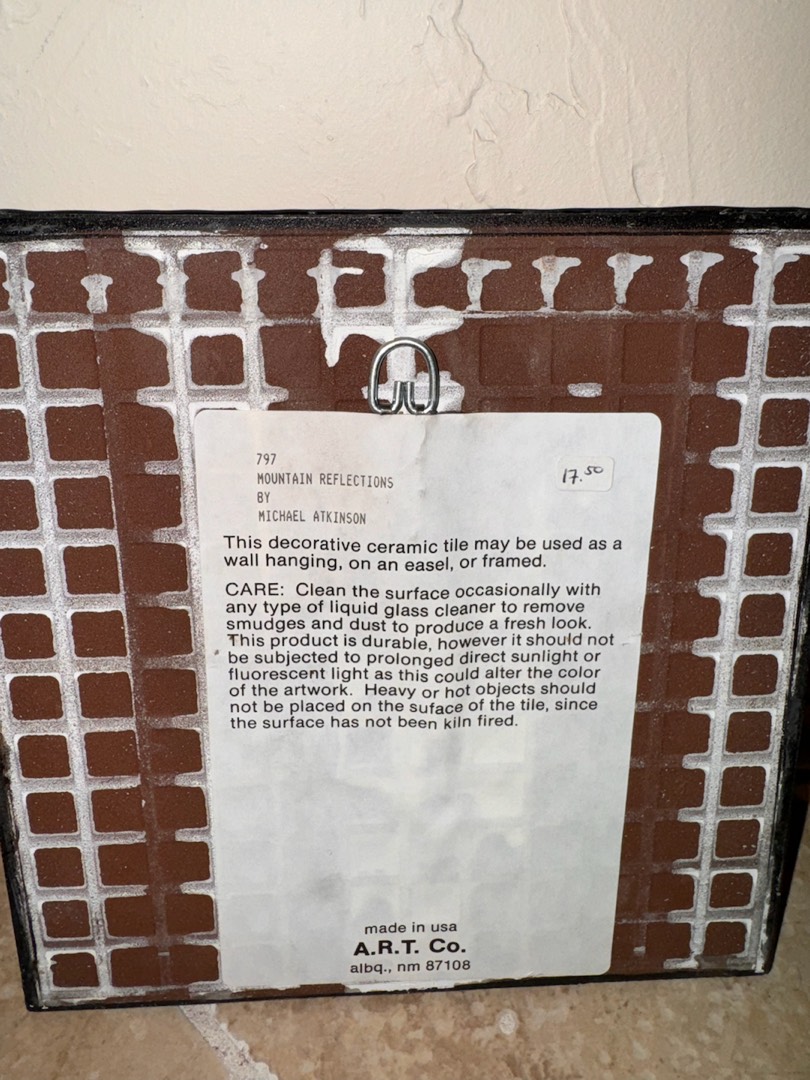 797
MOUNTAIN REFLECTIONS
BY
MICHAEL ATKINSON
17.50
This decorative ceramic tile may be used as a
wall hanging, on an easel, or framed.
CARE: Clean the surface occasionally with
any type of liquid glass cleaner to remove
smudges and dust to produce a fresh look.
This product is durable, however it should not
be subjected to prolonged direct sunlight or
fluorescent light as this could alter the color
of the artwork. Heavy or hot objects should
not be placed on the suface of the tile, since
the surface has not been kiln fired.
made in usa
A.R.T. Co.
albq., nm 87108